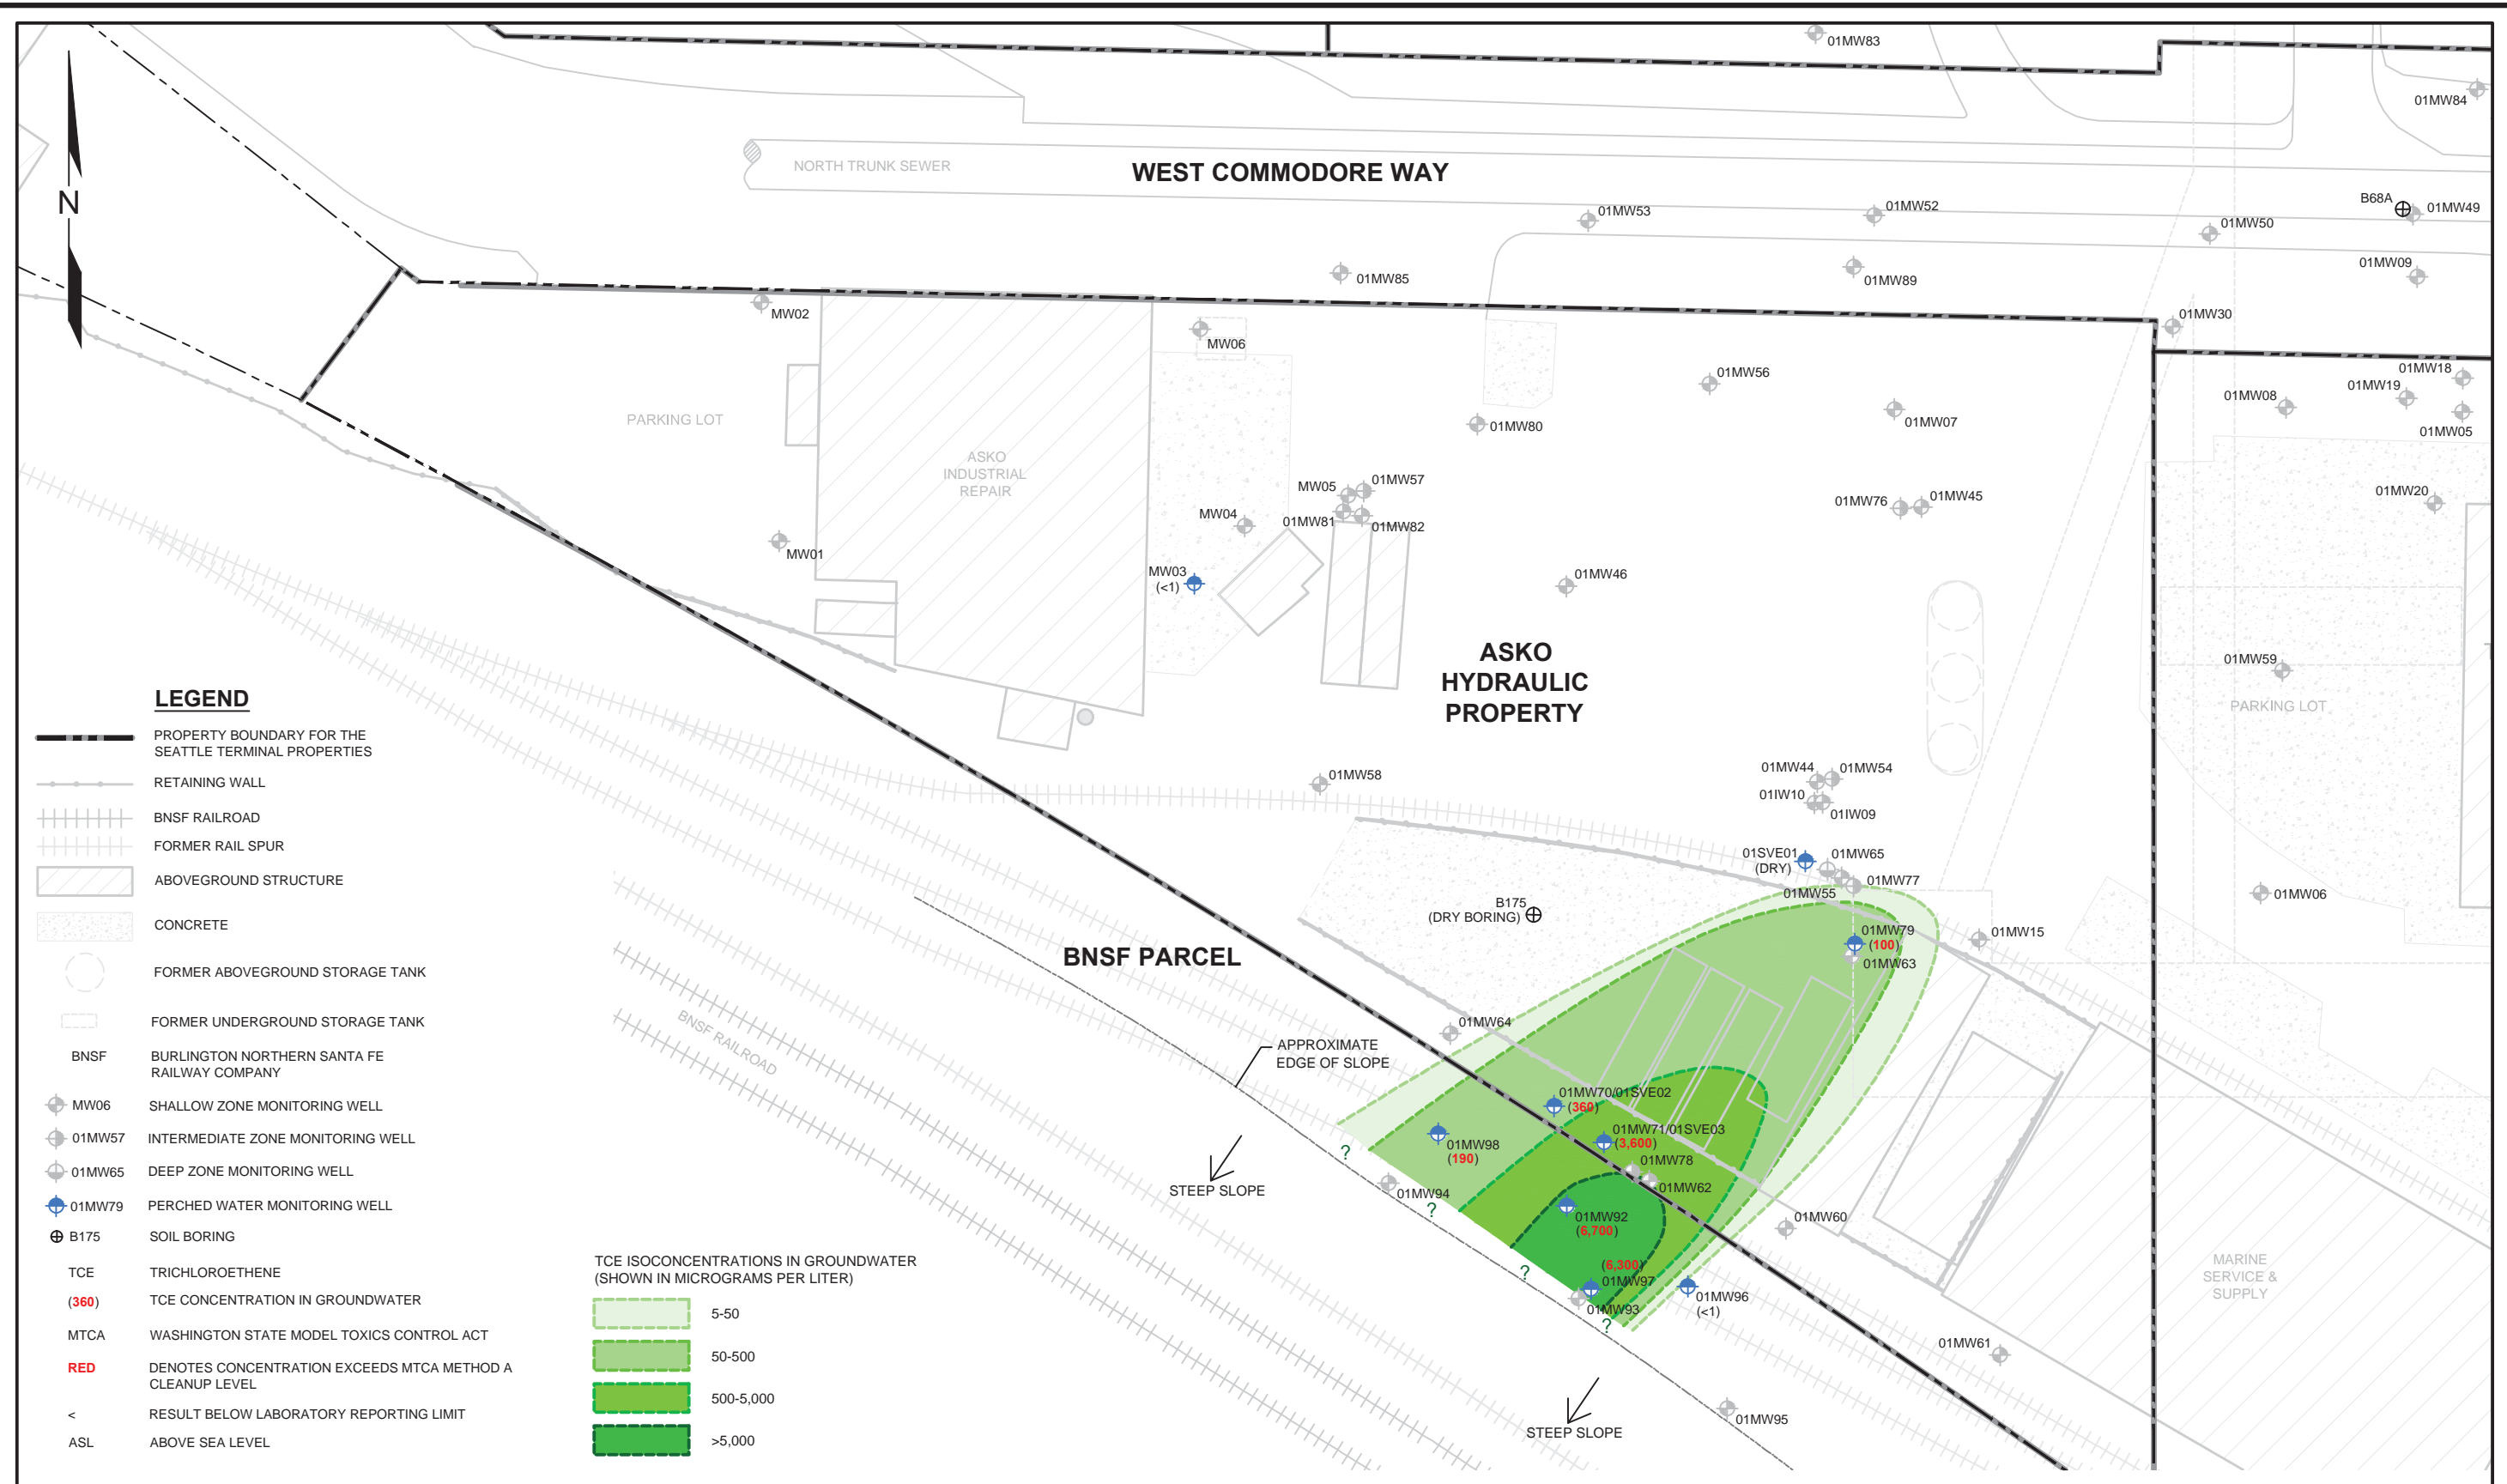 01MW83
01MW84
NORTH TRUNK SEWER
WEST COMMODORE WAY
N
01MW53
01MW52
B68A
01MW49
01MW50
01MW85
01MW89
01MW09
MW02
01MW30
MW06
01MW56
01MW18
01MW19
01MW08
PARKING LOT
01MW80
01MW07
01MW05
ASKO
INDUSTRIAL
REPAIR
MW05
01MW57
01MW76
01MW45
01MW20
MW04
01MW81
01MW82
MW01
MW03
(<1)
01MW46
ASKO
HYDRAULIC
PROPERTY
01MW59
PARKING LOT
01MW58
01MW44
01MW54
01IW10
01IW09
01SVE01
(DRY)
01MW65
01MW77
01MW55
01MW06
B175
(DRY BORING)
01MW79
(100)
01MW15
BNSF PARCEL
01MW63
BNSF RAILROAD
01MW64
APPROXIMATE
EDGE OF SLOPE
01MW70/01SVE02
(360)
01MW71/01SVE03
(3,600)
01MW98
(190)
?
01MW78
01MW62
STEEP SLOPE
01MW94
?
01MW92
(6,700)
01MW60
(6,300)
?
01MW97
01MW93
01MW96
(<1)
?
MARINE
SERVICE &
SUPPLY
01MW61
STEEP SLOPE
01MW95
LEGEND
PROPERTY BOUNDARY FOR THE
SEATTLE TERMINAL PROPERTIES
RETAINING WALL
BNSF RAILROAD
FORMER RAIL SPUR
ABOVEGROUND STRUCTURE
CONCRETE
FORMER ABOVEGROUND STORAGE TANK
FORMER UNDERGROUND STORAGE TANK
BNSF BURLINGTON NORTHERN SANTA FE
RAILWAY COMPANY
MW06 SHALLOW ZONE MONITORING WELL
01MW57 INTERMEDIATE ZONE MONITORING WELL
01MW65 DEEP ZONE MONITORING WELL
01MW79 PERCHED WATER MONITORING WELL
B175 SOIL BORING
TCE TRICHLOROETHENE
(360) TCE CONCENTRATION IN GROUNDWATER
MTCA WASHINGTON STATE MODEL TOXICS CONTROL ACT
RED DENOTES CONCENTRATION EXCEEDS MTCA METHOD A
CLEANUP LEVEL
< RESULT BELOW LABORATORY REPORTING LIMIT
ASL ABOVE SEA LEVEL
TCE ISOCONCENTRATIONS IN GROUNDWATER
(SHOWN IN MICROGRAMS PER LITER)
5-50
50-500
500-5,000
>5,000